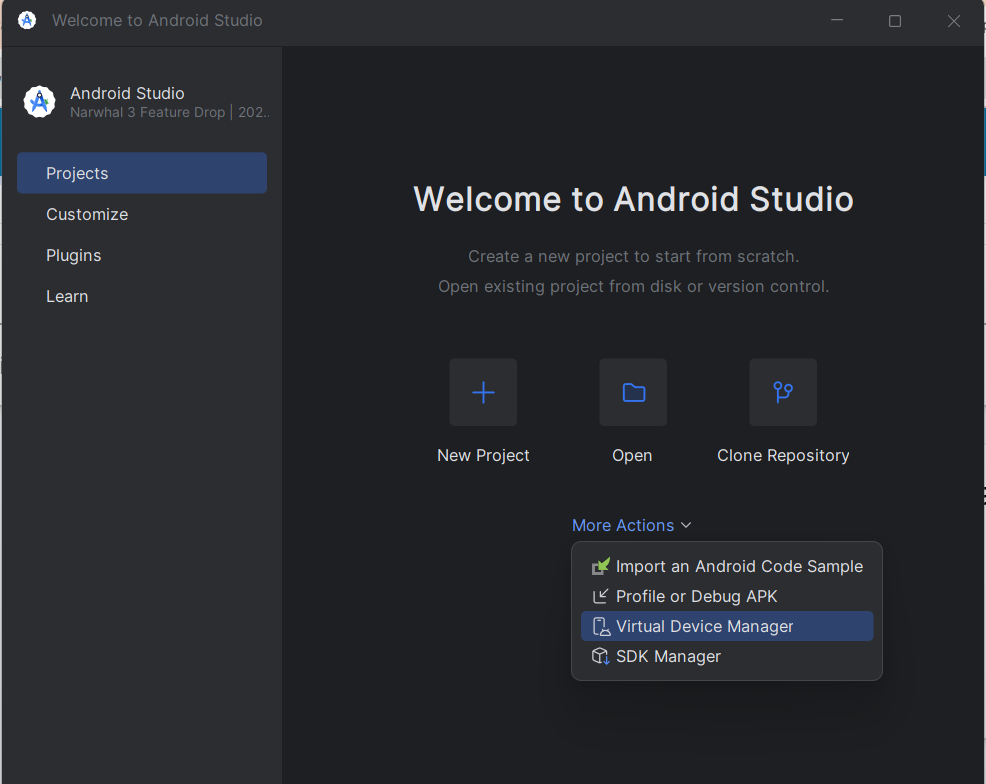 Welcome to Android Studio
Android Studio
Narwhal 3 Feature Drop | 202..
Projects
Customize
Plugins
Learn
Welcome to Android Studio
Create a new project to start from scratch.
Open existing project from disk or version control.
New Project
Open
Clone Repository
More Actions
Import an Android Code Sample
Profile or Debug APK
Virtual Device Manager
SDK Manager